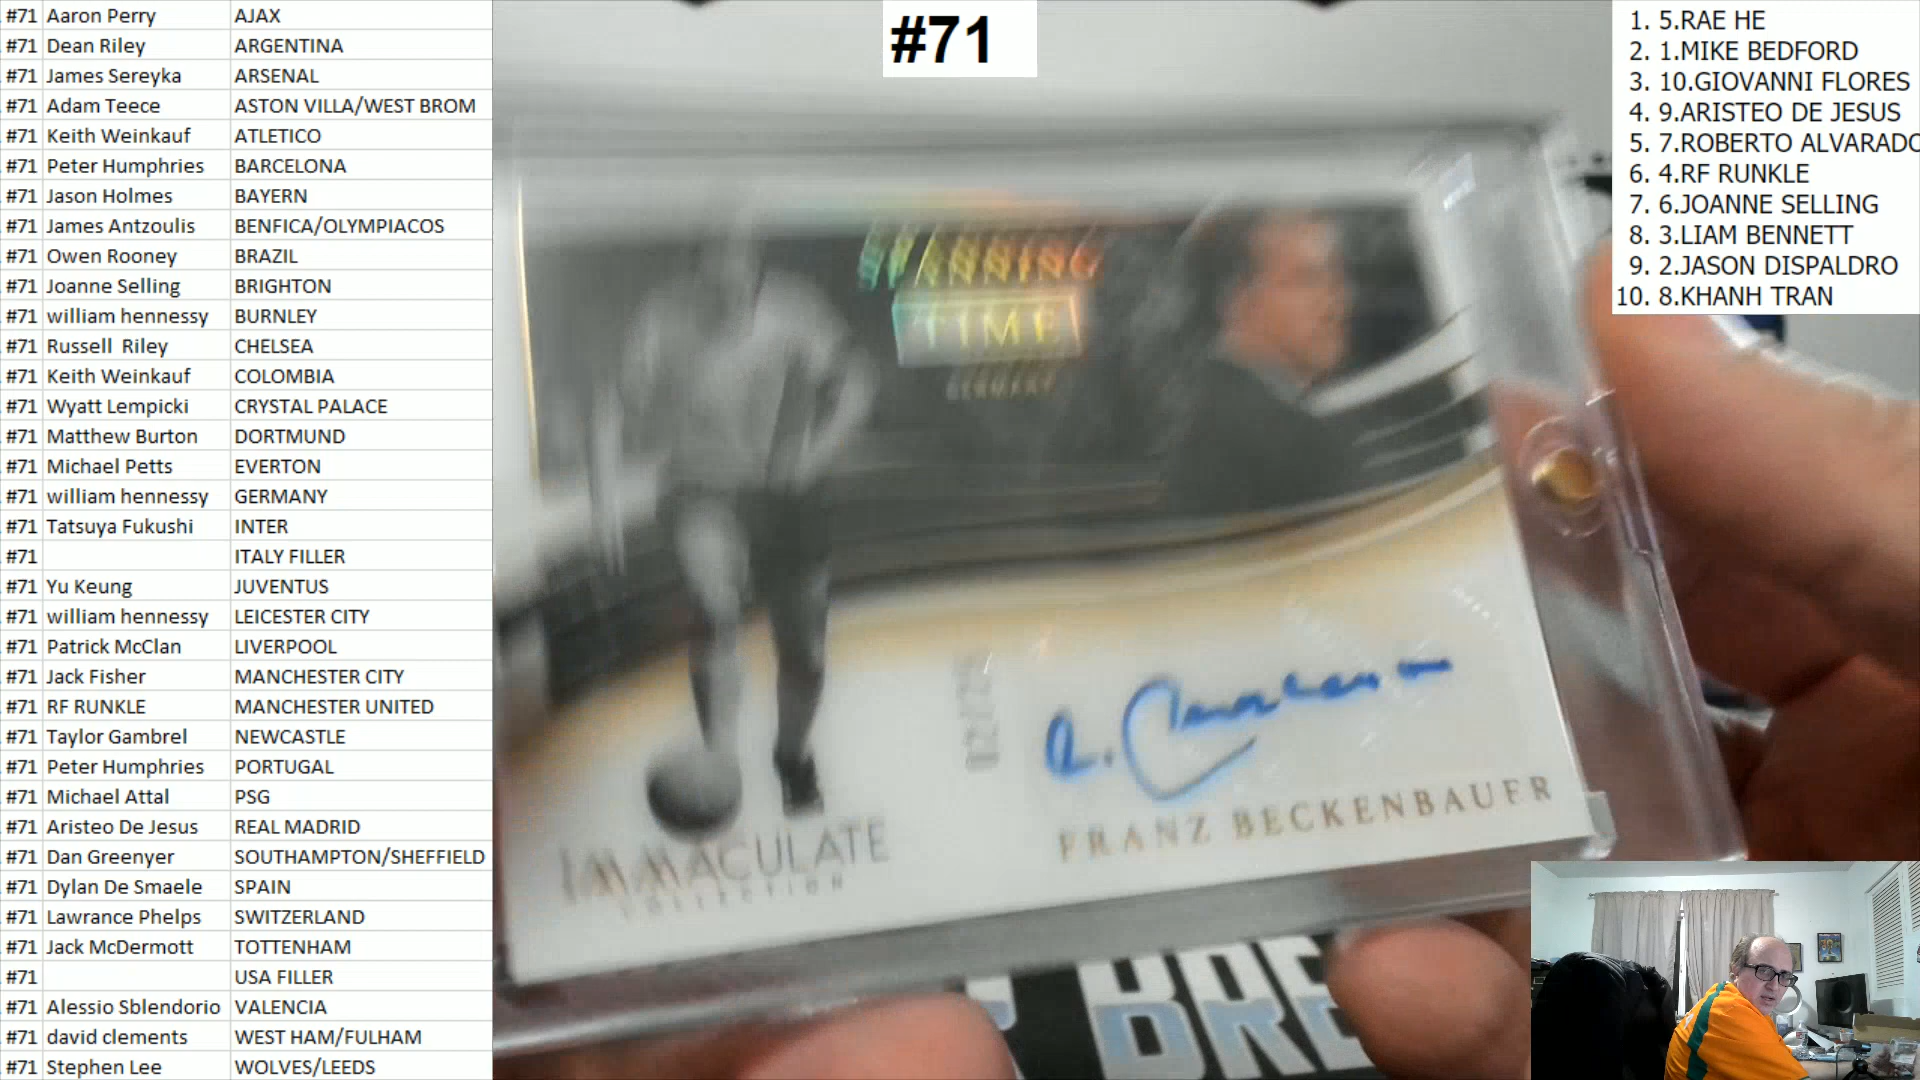 #71 Aaron Perry AJAX
#71 Dean Riley ARGENTINA
#71 James Sereyka ARSENAL
#71 Adam Teece ASTON VILLA/WEST BROM
#71 Keith Weinkauf ATLETICO
#71 Peter Humphries BARCELONA
#71 Jason Holmes BAYERN
#71 James Antzoulis BENFICA/OLYMPIACOS
#71 Owen Rooney BRAZIL
#71 Joanne Selling BRIGHTON
#71 william hennessy BURNLEY
#71 Russell Riley CHELSEA
#71 Keith Weinkauf COLOMBIA
#71 Wyatt Lempicki CRYSTAL PALACE
#71 Matthew Burton DORTMUND
#71 Michael Petts EVERTON
#71 william hennessy GERMANY
#71 Tatsuya Fukushi INTER
#71 ITALY FILLER
#71 Yu Keung JUVENTUS
#71 william hennessy LEICESTER CITY
#71 Patrick McClan LIVERPOOL
#71 Jack Fisher MANCHESTER CITY
#71 RF RUNKLE MANCHESTER UNITED
#71 Taylor Gambrel NEWCASTLE
#71 Peter Humphries PORTUGAL
#71 Michael Attal PSG
#71 Aristeo De Jesus REAL MADRID
#71 Dan Greenyer SOUTHAMPTON/SHEFFIELD
#71 Dylan De Smaele SPAIN
#71 Lawrance Phelps SWITZERLAND
#71 Jack McDermott TOTTENHAM
#71 USA FILLER
#71 Alessio Sblendorio VALENCIA
#71 david clements WEST HAM/FULHAM
#71 Stephen Lee WOLVES/LEEDS
#71
TIME
GERMANY
FRANZ BECKENBAUER
IMMACULATE
COLLECTION
1. 5.RAE HE
2. 1.MIKE BEDFORD
3. 10.GIOVANNI FLORES
4. 9.ARISTEO DE JESUS
5. 7.ROBERTO ALVARADO
6. 4.RF RUNKLE
7. 6.JOANNE SELLING
8. 3.LIAM BENNETT
9. 2.JASON DISPALDRO
10. 8.KHANH TRAN